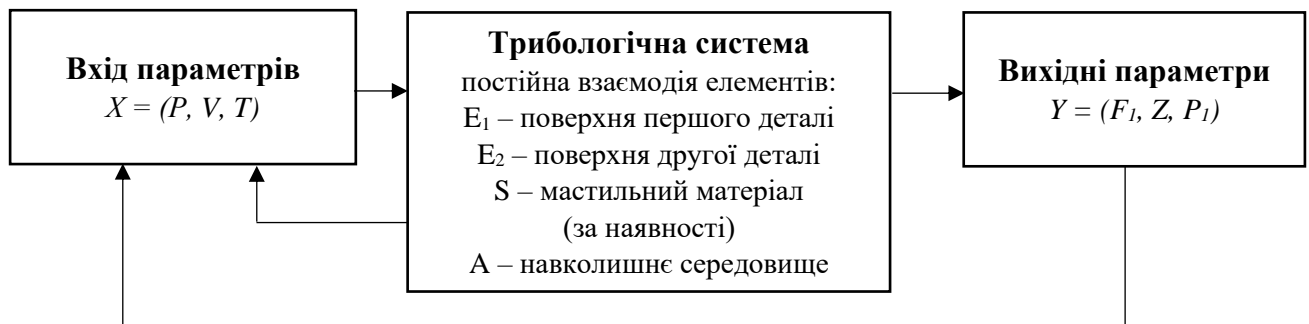 Вхід параметрів
X = (P, V, T)
Трибологічна система
постійна взаємодія елементів:
E₁ – поверхня першого деталі
E₂ – поверхня другої деталі
S – мастильний матеріал
(за наявності)
А – навколишнє середовище
Вихідні параметри
Y = (F₁, Z, P₁)